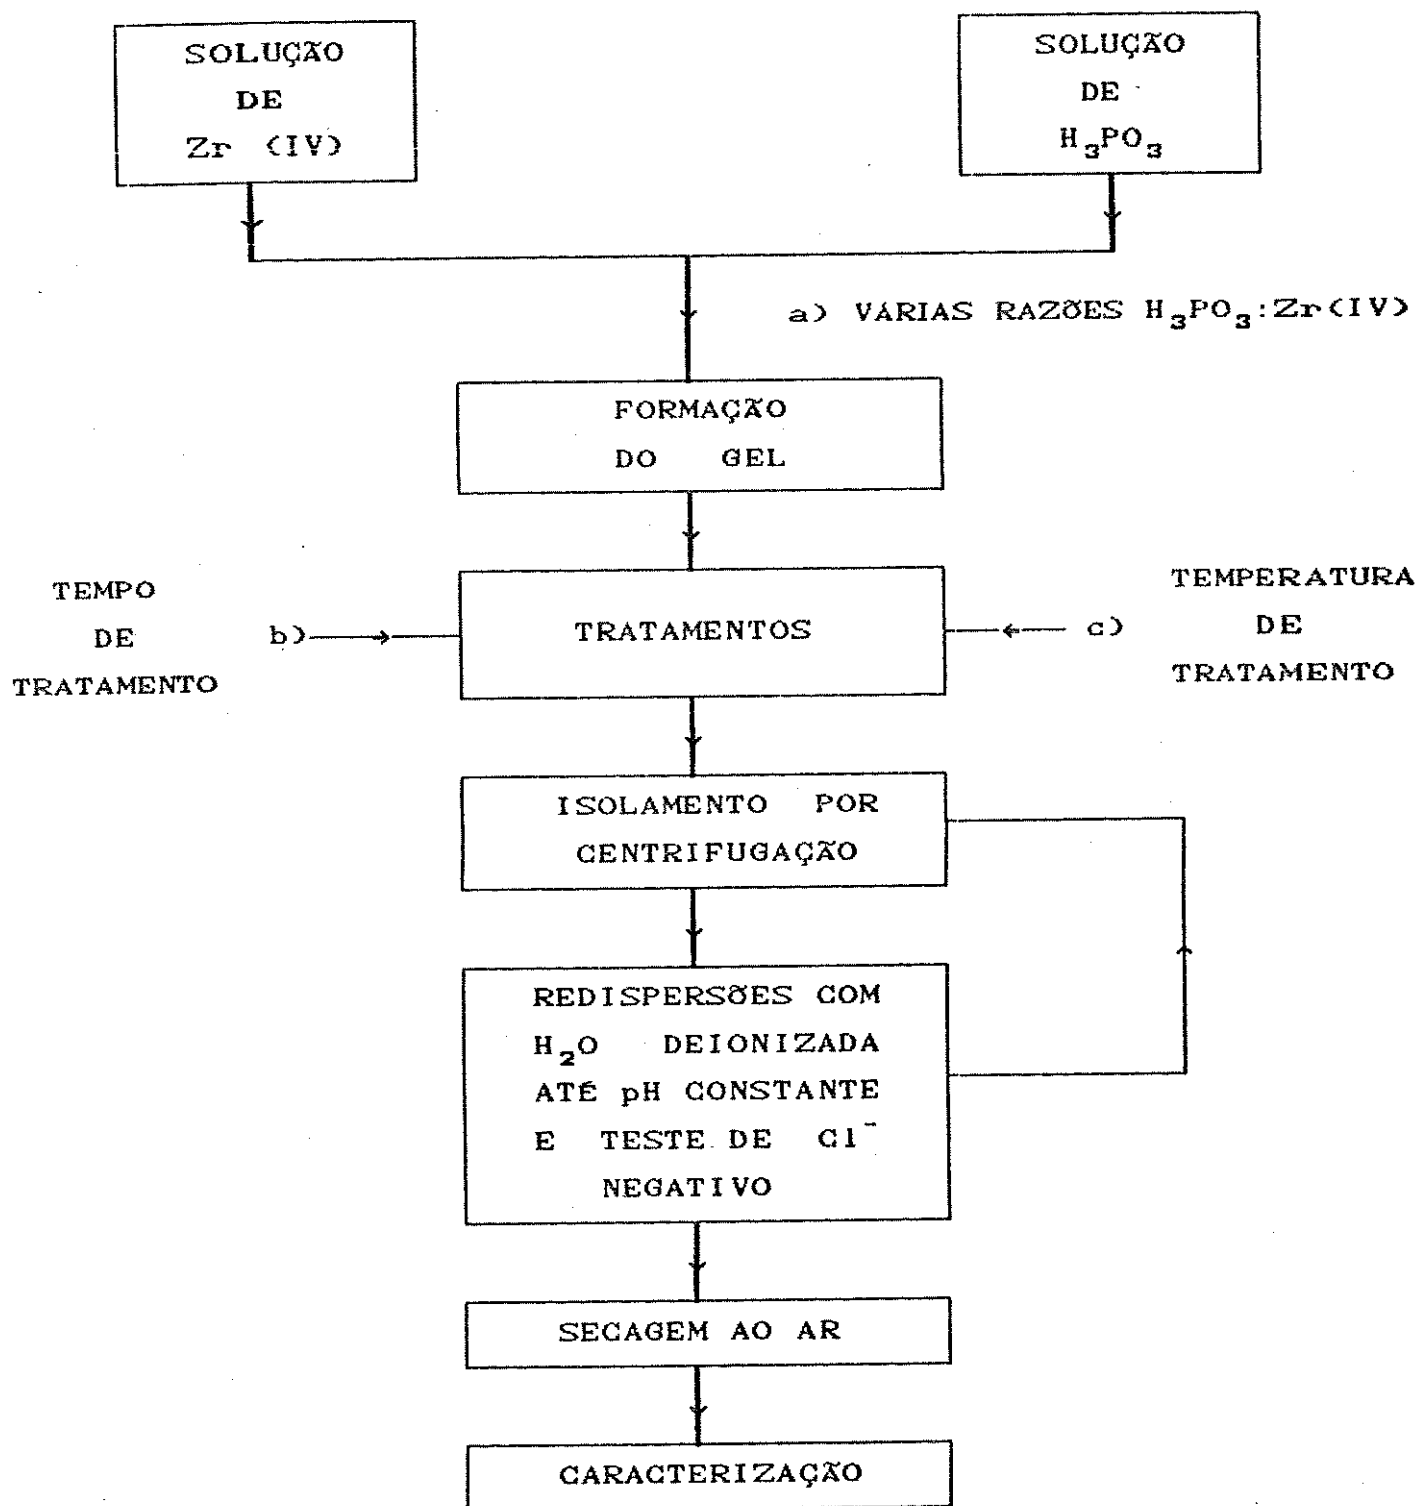 SOLUÇÃO
DE
Zr (IV)
SOLUÇÃO
DE
H₃PO₃
a) VÁRIAS RAZÕES H₃PO₃:Zr(IV)
FORMAÇÃO
DO GEL
TEMPO
DE
TRATAMENTO
b)
TRATAMENTOS
c)
TEMPERATURA
DE
TRATAMENTO
ISOLAMENTO POR
CENTRIFUGAÇÃO
REDISPERSÕES COM
H₂O DEIONIZADA
ATÉ pH CONSTANTE
E TESTE DE Cl⁻
NEGATIVO
SECAGEM AO AR
CARACTERIZAÇÃO